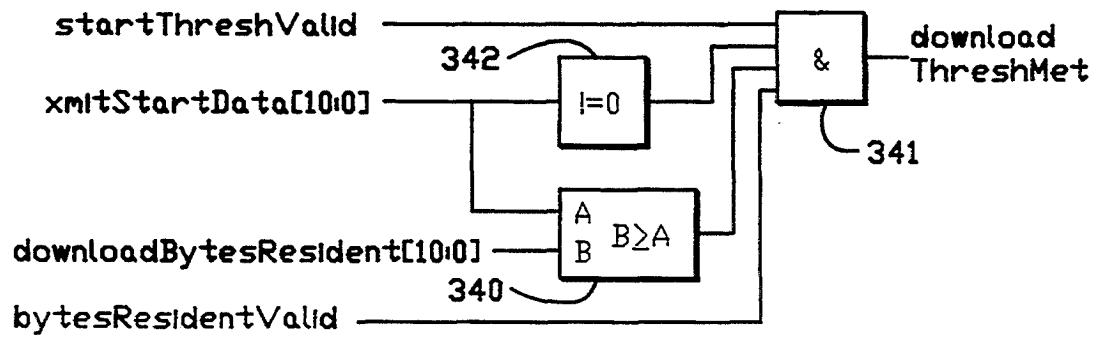 startThreshValid
342
&
download
ThreshMet
xmitStartData[10:0]
!=0
341
A
B
B≥A
downloadBytesResident[10:0]
340
bytesResidentValid